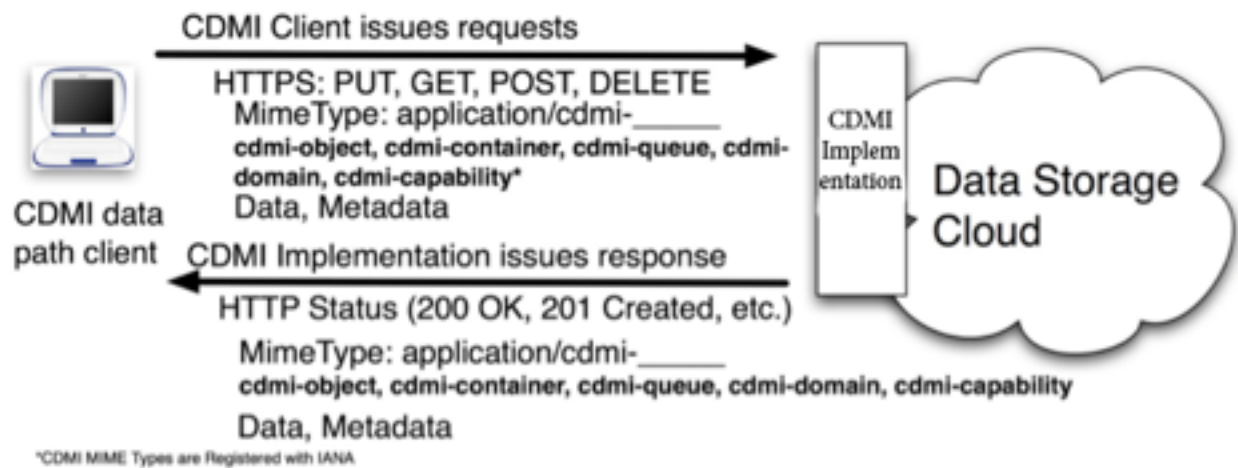 CDMI Client issues requests
HTTPS: PUT, GET, POST, DELETE
MimeType: application/cdmi-_____
cdmi-object, cdmi-container, cdmi-queue, cdmi-
domain, cdmi-capability*
Data, Metadata
CDMI data
path client
CDMI Implementation issues response
HTTP Status (200 OK, 201 Created, etc.)
MimeType: application/cdmi-_____
cdmi-object, cdmi-container, cdmi-queue, cdmi-domain, cdmi-capability
Data, Metadata
CDMI
Implem
entation
Data Storage
Cloud
*CDMI MIME Types are Registered with IANA